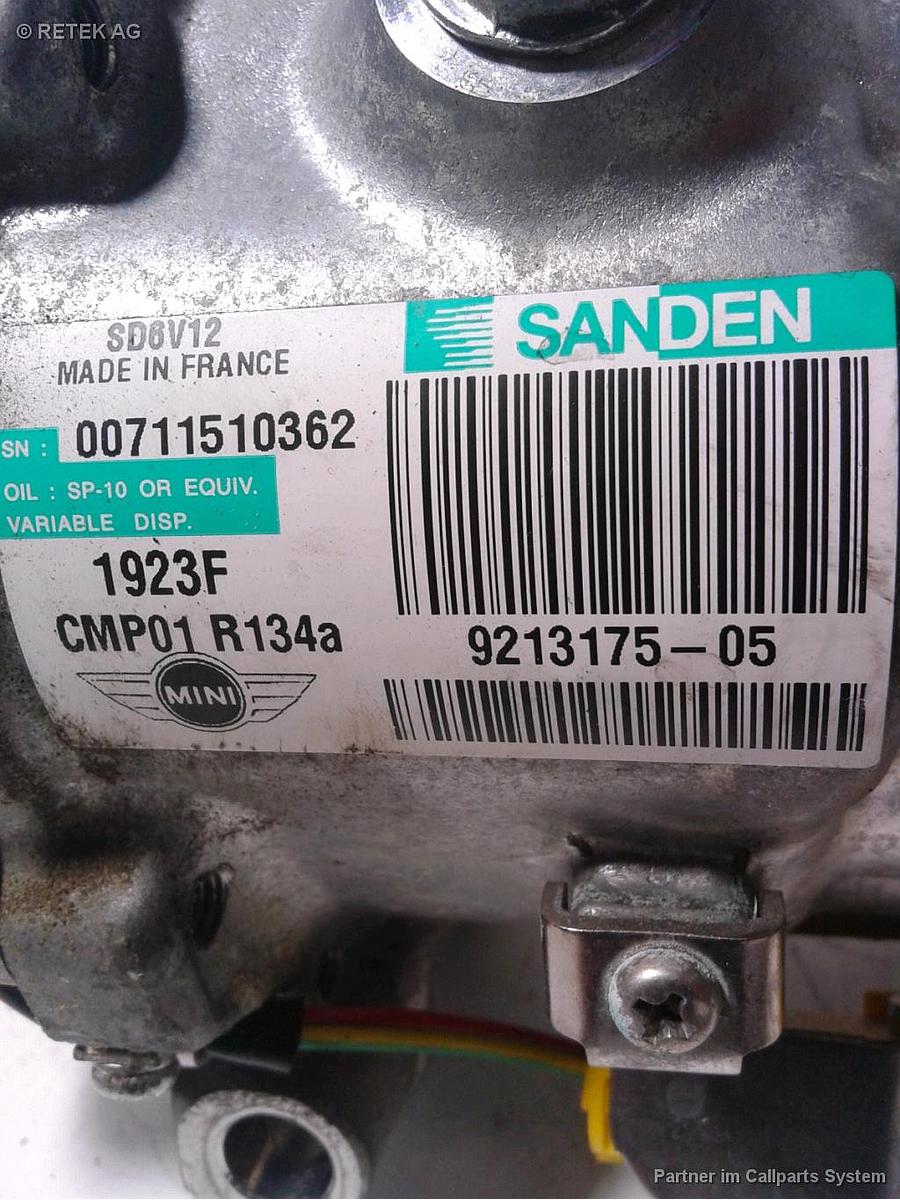 © RETEK AG
SANDEN
SD6V12
MADE IN FRANCE
SN : 00711510362
OIL : SP-10 OR EQUIV.
VARIABLE DISP.
1923F
CMP01 R134a
9213175-05
MINI
Partner im Callparts System